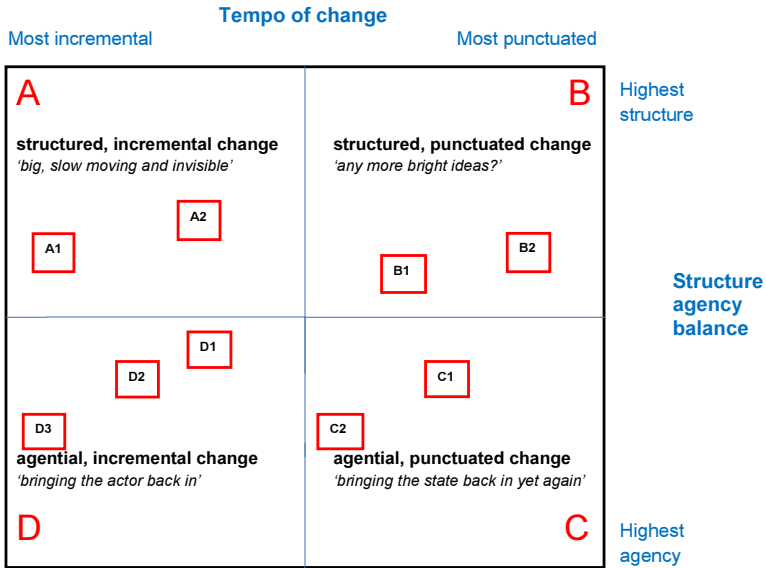 Tempo of change
Most incremental
Most punctuated
A
B
Highest
structure
structured, incremental change
‘big, slow moving and invisible’
structured, punctuated change
‘any more bright ideas?’
A1
A2
B1
B2
Structure
agency
balance
D1
D2
D3
C1
C2
agential, incremental change
‘bringing the actor back in’
agential, punctuated change
‘bringing the state back in yet again’
D
C
Highest
agency